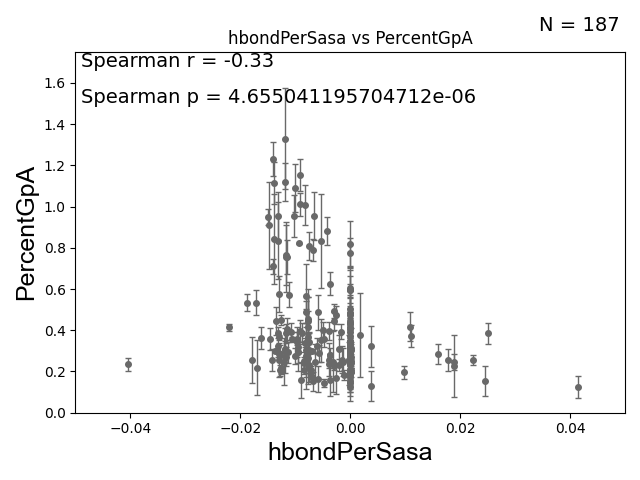 N = 187
hbondPerSasa vs PercentGpA
Spearman r = -0.33
Spearman p = 4.655041195704712e-06
PercentGpA
1.6
1.4
1.2
1.0
0.8
0.6
0.4
0.2
0.0
−0.04 −0.02 0.00 0.02 0.04
hbondPerSasa